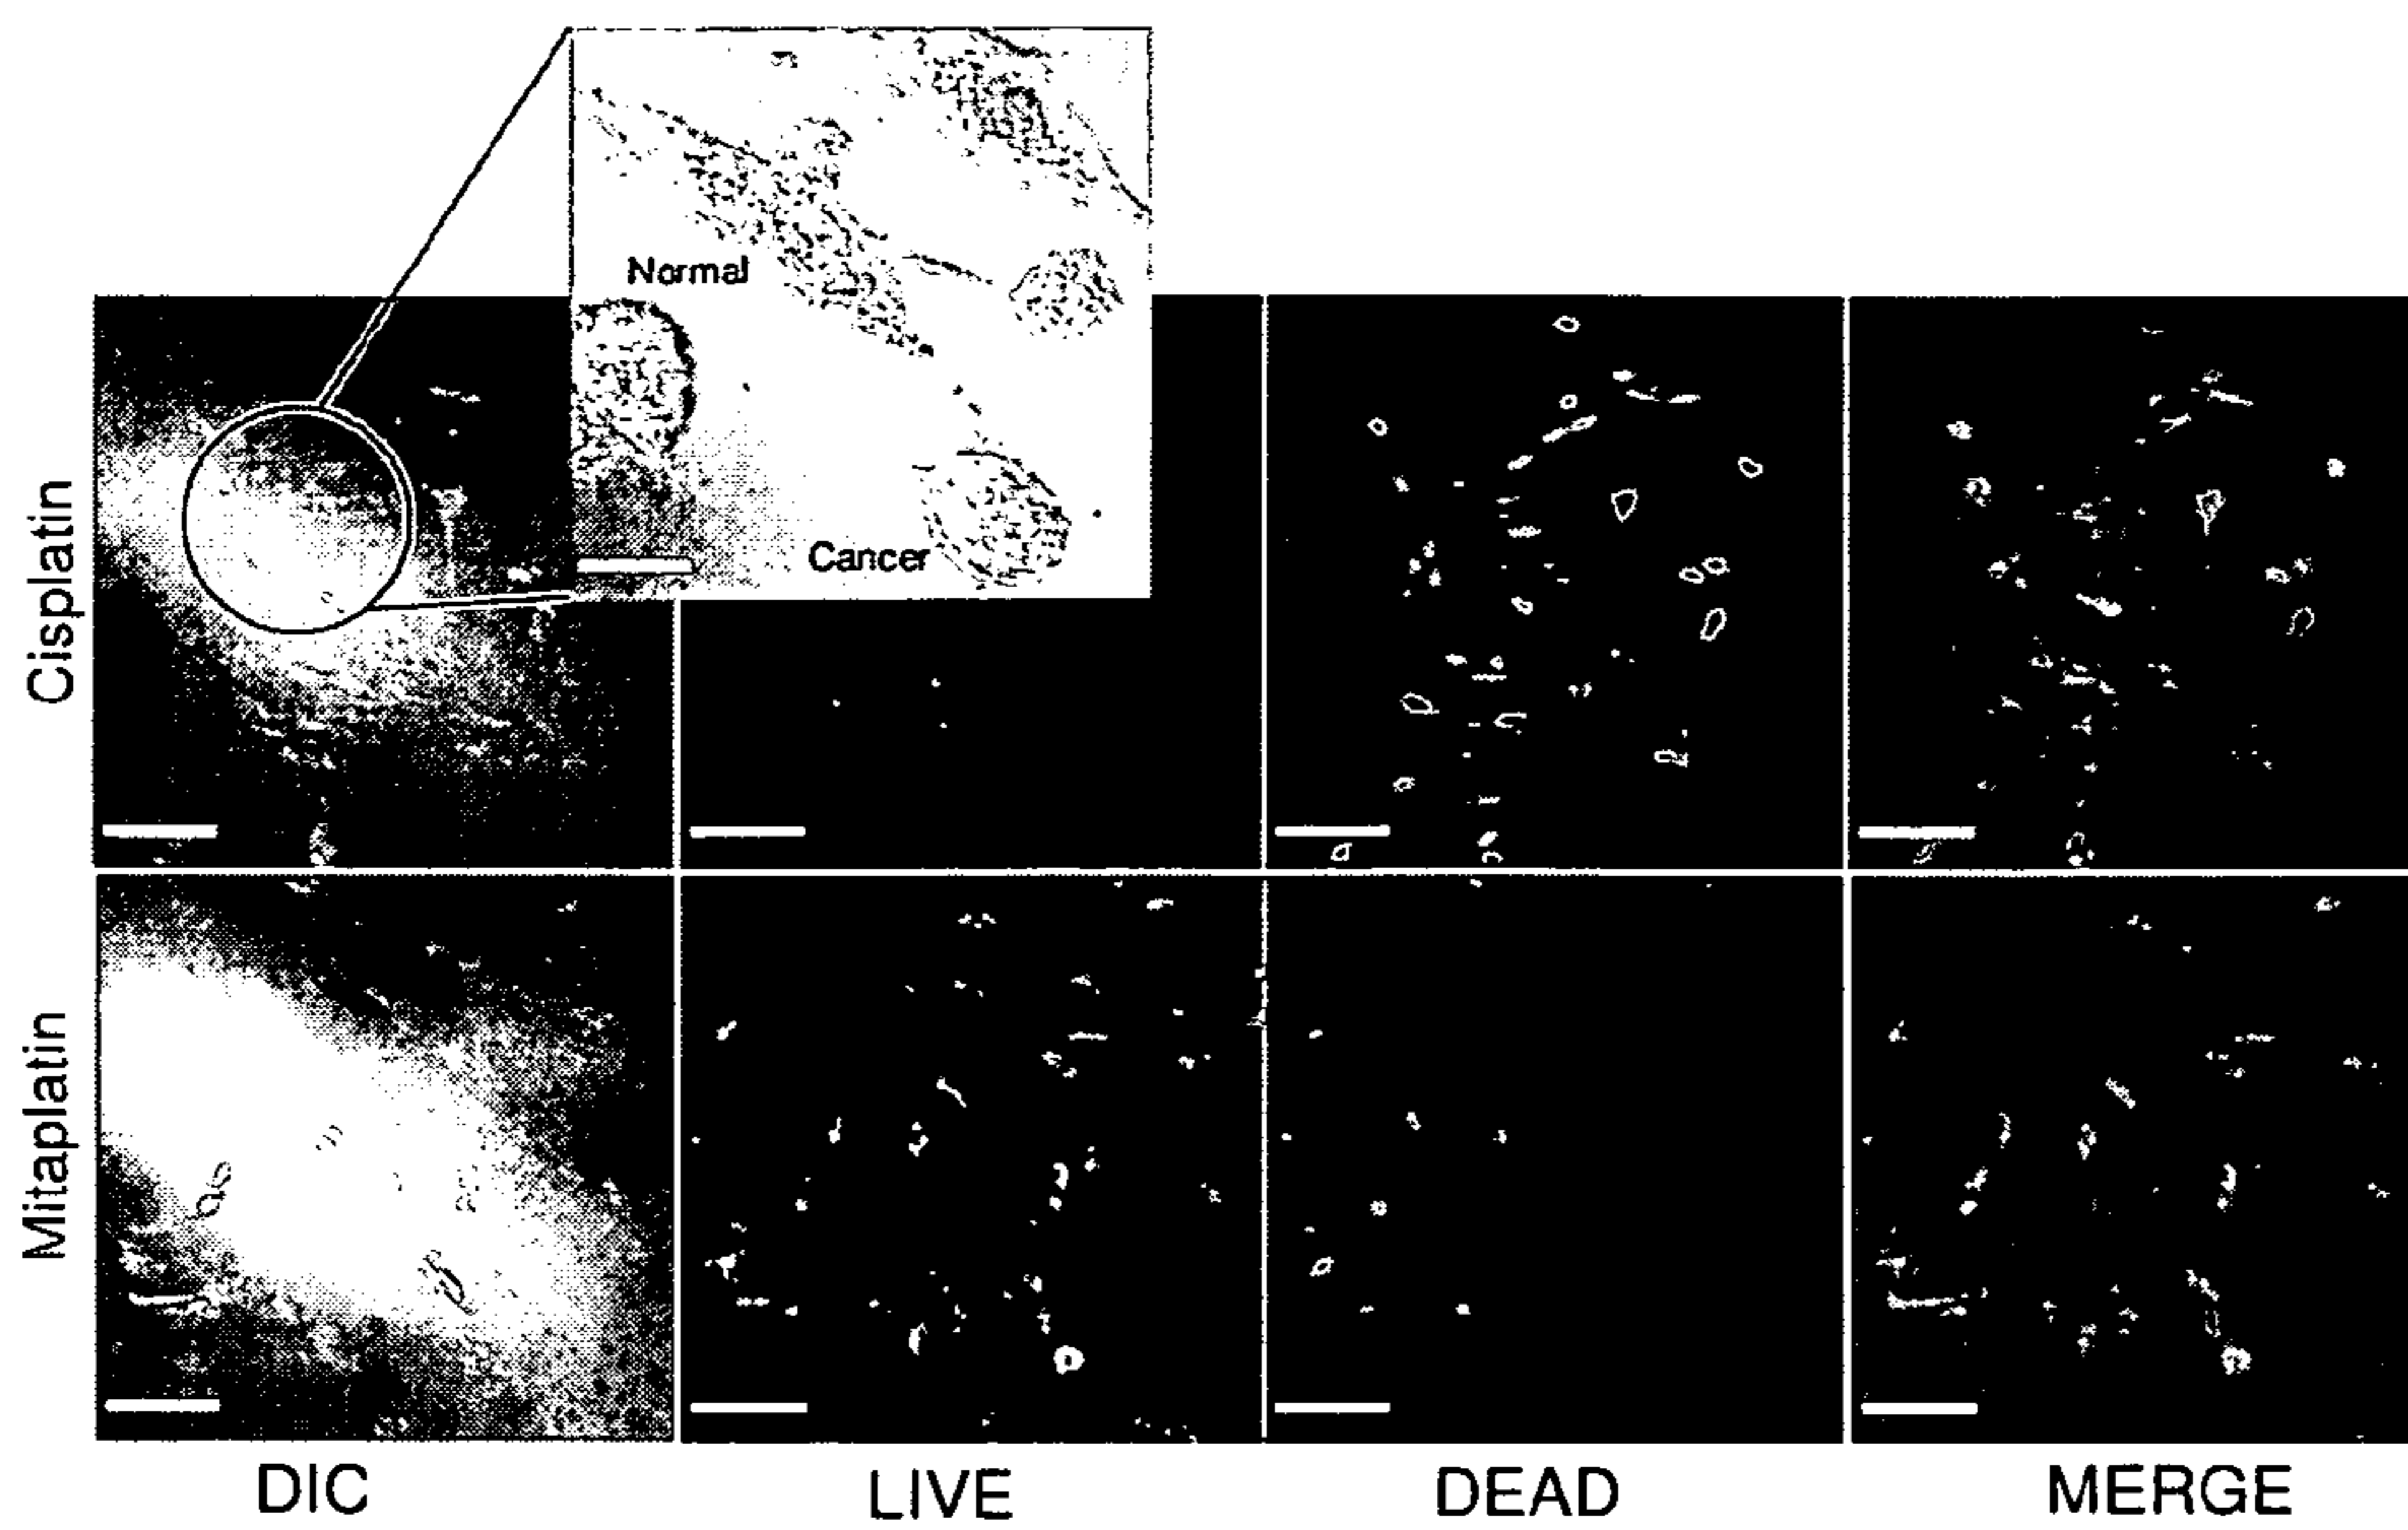 Normal
Cancer
Cisplatin
Mitaplatin
DIC
LIVE
DEAD
MERGE